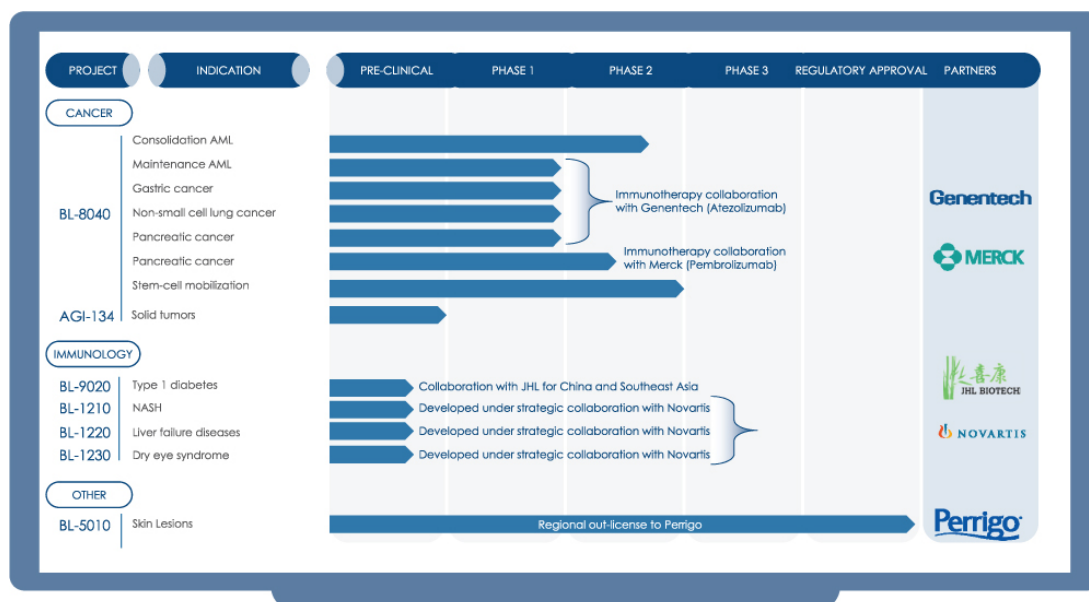 PROJECT INDICATION PRE-CLINICAL PHASE 1 PHASE 2 PHASE 3 REGULATORY APPROVAL PARTNERS
CANCER
Consolidation AML
Maintenance AML
Gastric cancer
Immunotherapy collaboration
with Genentech (Atezolizumab)
Genentech
BL-8040
Non-small cell lung cancer
Pancreatic cancer
Pancreatic cancer
Immunotherapy collaboration
with Merck (Pembrolizumab)
MERCK
Stem-cell mobilization
AGI-134 Solid tumors
IMMUNOLOGY
BL-9020 Type 1 diabetes Collaboration with JHL for China and Southeast Asia
喜康
JHL BIOTECH
BL-1210 NASH Developed under strategic collaboration with Novartis
BL-1220 Liver failure diseases Developed under strategic collaboration with Novartis
NOVARTIS
BL-1230 Dry eye syndrome Developed under strategic collaboration with Novartis
OTHER
BL-5010 Skin Lesions Regional out-license to Perrigo
Perrigo